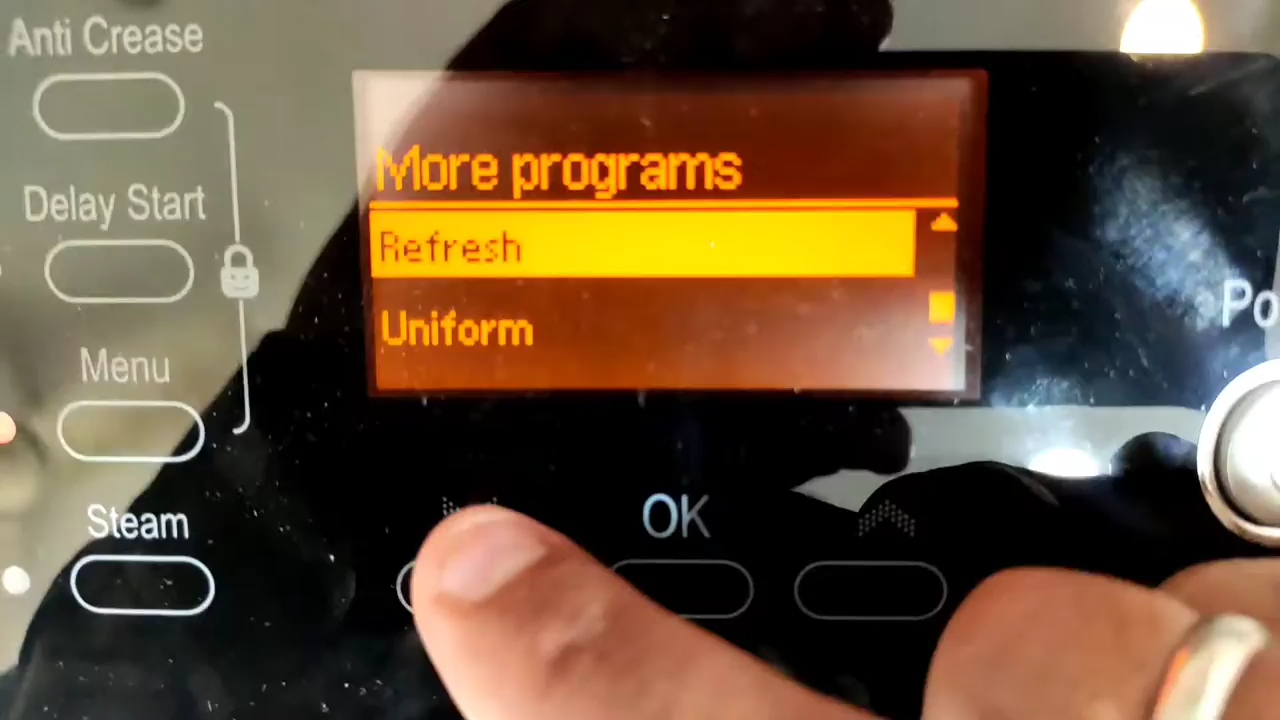 Anti Crease
Delay Start
Menu
Steam
More programs
Refresh
Uniform
OK